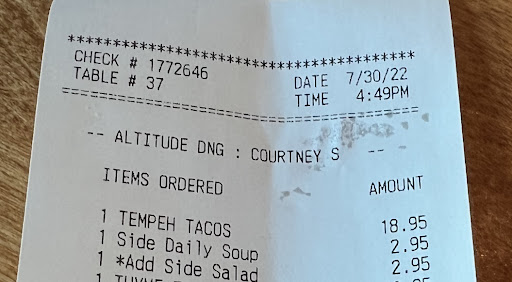 ****************************************
CHECK # 1772646 DATE 7/30/22
TABLE # 37 TIME 4:49PM
========================================
-- ALTITUDE DNG : COURTNEY S --
ITEMS ORDERED AMOUNT
1 TEMPEH TACOS 18.95
1 Side Daily Soup 2.95
1 *Add Side Salad 2.95
1